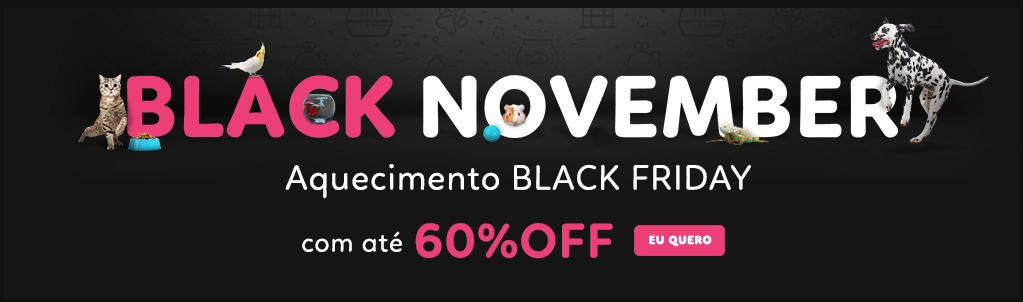 BLACK NOVEMBER
Aquecimento BLACK FRIDAY
com até 60%OFF EU QUERO